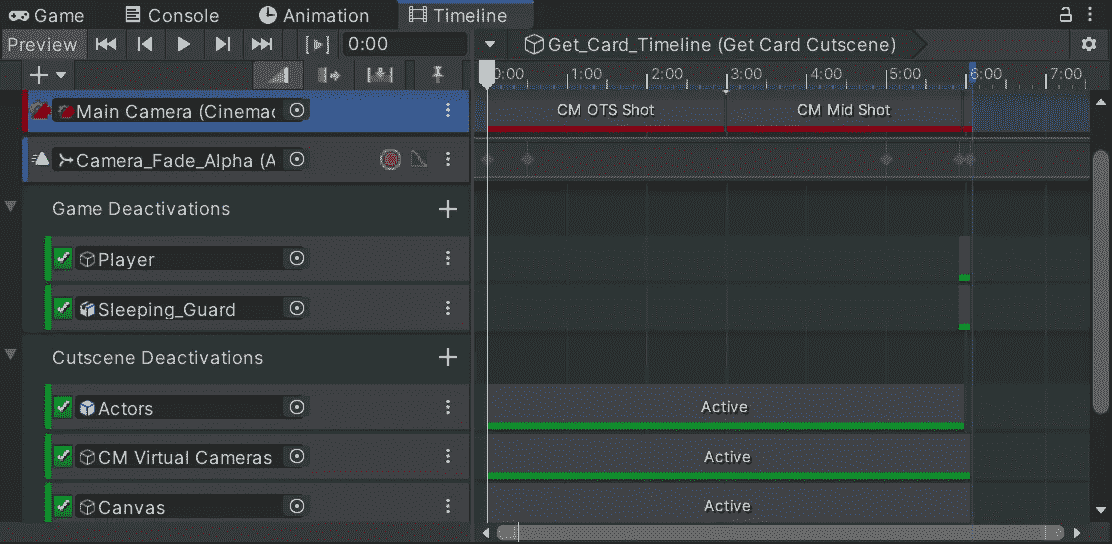 Game Console Animation Timeline
Preview 0:00 Get_Card_Timeline (Get Card Cutscene)
0:00 1:00 2:00 3:00 4:00 5:00 6:00 7:00
Main Camera (Cinemac CM OTS Shot CM Mid Shot
Camera_Fade_Alpha (A
Game Deactivations
Player
Sleeping_Guard
Cutscene Deactivations
Actors Active
CM Virtual Cameras Active
Canvas Active